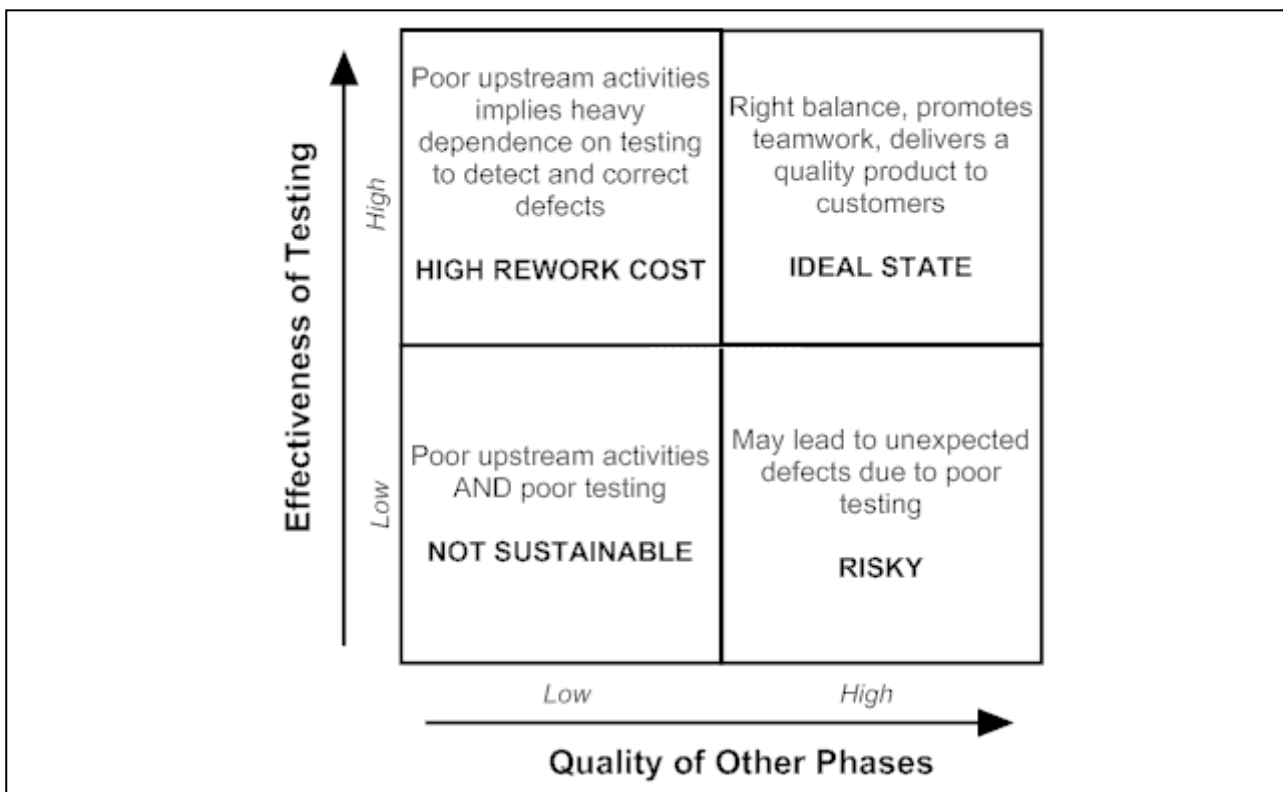 Poor upstream activities
implies heavy
dependence on testing
to detect and correct
defects
HIGH REWORK COST
Right balance, promotes
teamwork, delivers a
quality product to
customers
IDEAL STATE
Poor upstream activities
AND poor testing
NOT SUSTAINABLE
May lead to unexpected
defects due to poor
testing
RISKY
Effectiveness of Testing
High
Low
Low
High
Quality of Other Phases